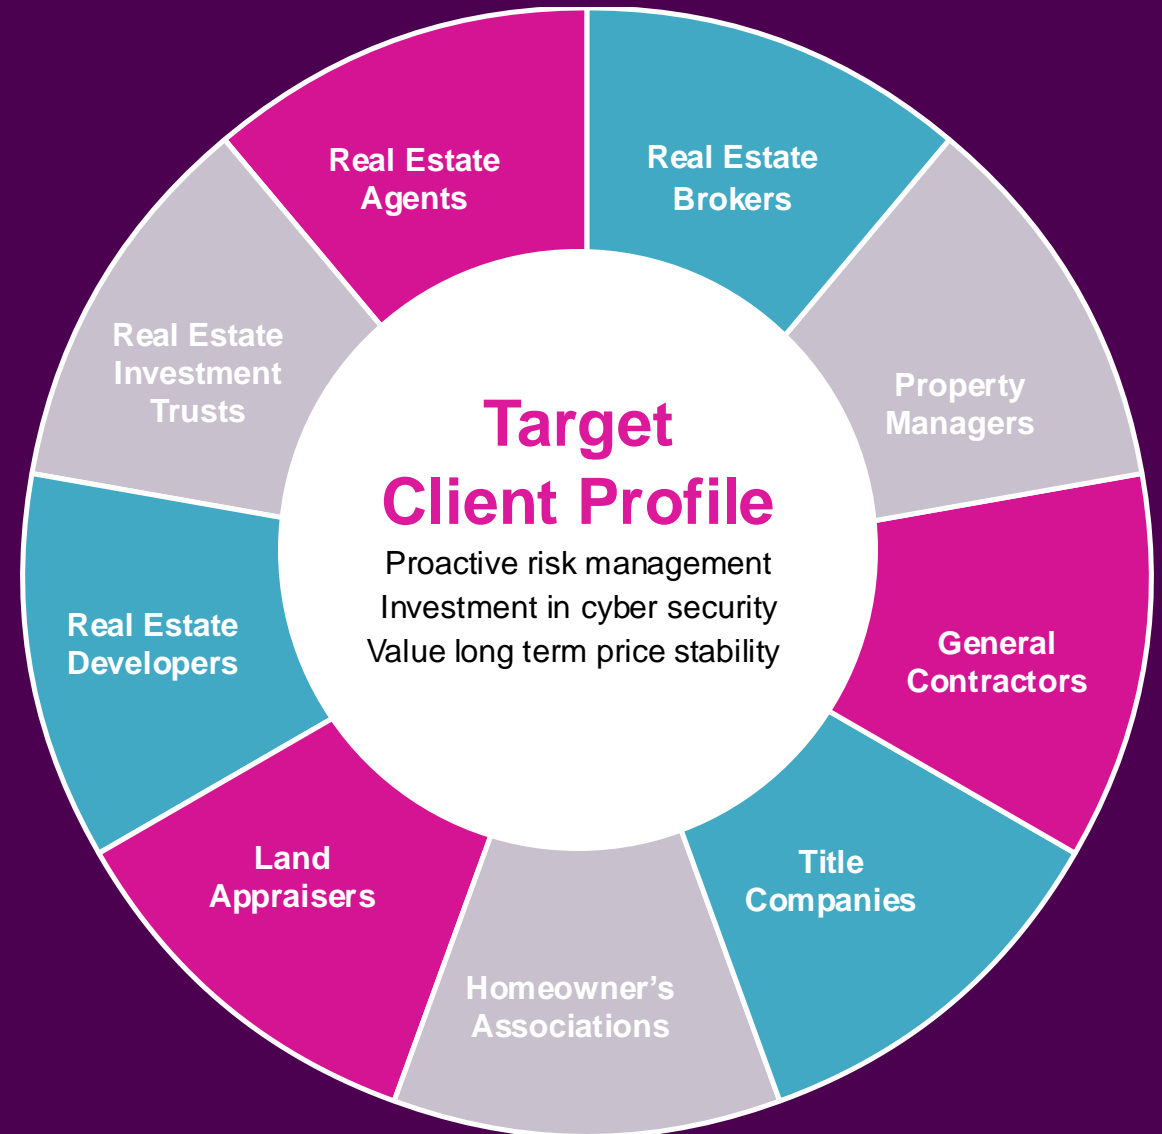 Target
Client Profile
Proactive risk management
Investment in cyber security
Value long term price stability
Real Estate
Brokers
Property
Managers
General
Contractors
Title
Companies
Homeowner’s
Associations
Land
Appraisers
Real Estate
Developers
Real Estate
Investment
Trusts
Real Estate
Agents